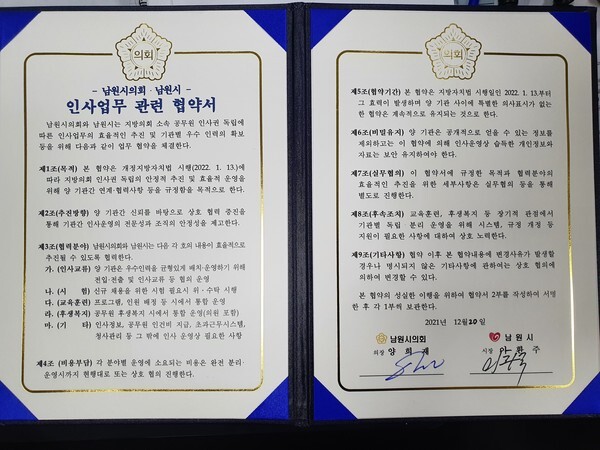 의회
- 남원시의회 · 남원시 -
인사업무 관련 협약서
남원시의회와 남원시는 지방의회 소속 공무원 인사권 독립에
따른 인사업무의 효율적인 추진 및 기관별 우수 인력의 확보
등을 위해 다음과 같이 업무 협약을 체결한다.
제1조(목적) 본 협약은 개정지방자치법 시행(2022. 1. 13.)에
따라 지방의회 인사권 독립의 안정적 추진 및 효율적 운영을
위해 양 기관간 연계·협력사항 등을 규정함을 목적으로 한다.
제2조(추진방향) 양 기관간 신뢰를 바탕으로 상호 협력 증진을
통해 기관간 인사운영의 전문성과 조직의 안정성을 제고한다.
제3조(협력분야) 남원시의회와 남원시는 다음 각 호의 내용이 효율적으로
추진될 수 있도록 협력한다.
가. (인사교류) 양 기관은 우수인력을 균형있게 배치·운영하기 위해
전입·전출 및 인사교류 등 협의 운영
나. (시 험) 신규 채용을 위한 시험 필요시 위·수탁 시행
다. (교육훈련) 프로그램, 인원 배정 등 시에서 통합 운영
라. (후생복지) 공무원 후생복지 시에서 통합 운영(의원 포함)
바. (기 타) 인사정보, 공무원 인건비 지급, 초과근무시스템,
청사관리 등 그 밖에 인사 운영상 필요한 사항
제4조 (비용부담) 각 분야별 운영에 소요되는 비용은 완전 분리·
운영시까지 현행대로 또는 상호 협의 진행한다.
의회
제5조(협약기간) 본 협약은 지방자치법 시행일인 2022. 1. 13.부터
그 효력이 발생하며 양 기관 사이에 특별한 의사표시가 없는
한 협약은 계속적으로 유지되는 것으로 한다.
제6조(비밀유지) 양 기관은 공개적으로 얻을 수 있는 정보를
제외하고는 이 협약에 의해 인사운영상 습득한 개인정보와
자료는 보안 유지하여야 한다.
제7조(실무협의) 이 협약서에 규정한 목적과 협력분야의
효율적인 추진을 위한 세부사항은 실무협의 등을 통해
별도로 진행한다.
제8조(후속조치) 교육훈련, 후생복지 등 장기적 관점에서
기관별 독립 분리 운영을 위해 시스템, 규정 개정 등
지원이 필요한 사항에 대하여 상호 노력한다.
제9조(기타사항) 협약 이후 본 협약내용에 변경사유가 발생할
경우나 명시되지 않은 기타사항에 관하여는 상호 협의에
의하여 변경할 수 있다.
본 협약의 성실한 이행을 위하여 협약서 2부를 작성하여 서명
한 후 각 1부씩 보관한다.
2021년 12월 20일
남원시의회 남원시
의장 양희재 시장 이환주